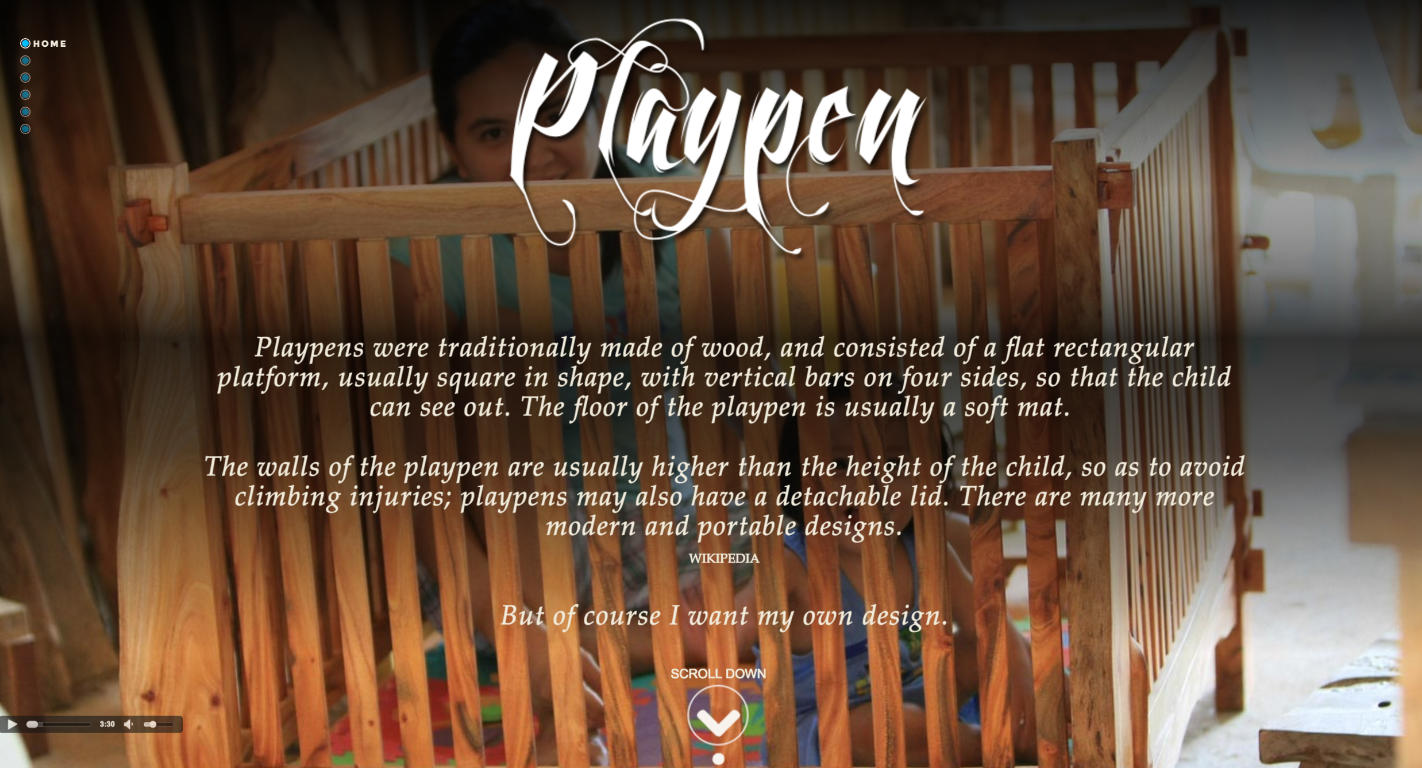 HOME
Playpen
Playpens were traditionally made of wood, and consisted of a flat rectangular
platform, usually square in shape, with vertical bars on four sides, so that the child
can see out. The floor of the playpen is usually a soft mat.
The walls of the playpen are usually higher than the height of the child, so as to avoid
climbing injuries; playpens may also have a detachable lid. There are many more
modern and portable designs.
WIKIPEDIA
But of course I want my own design.
SCROLL DOWN
3:30